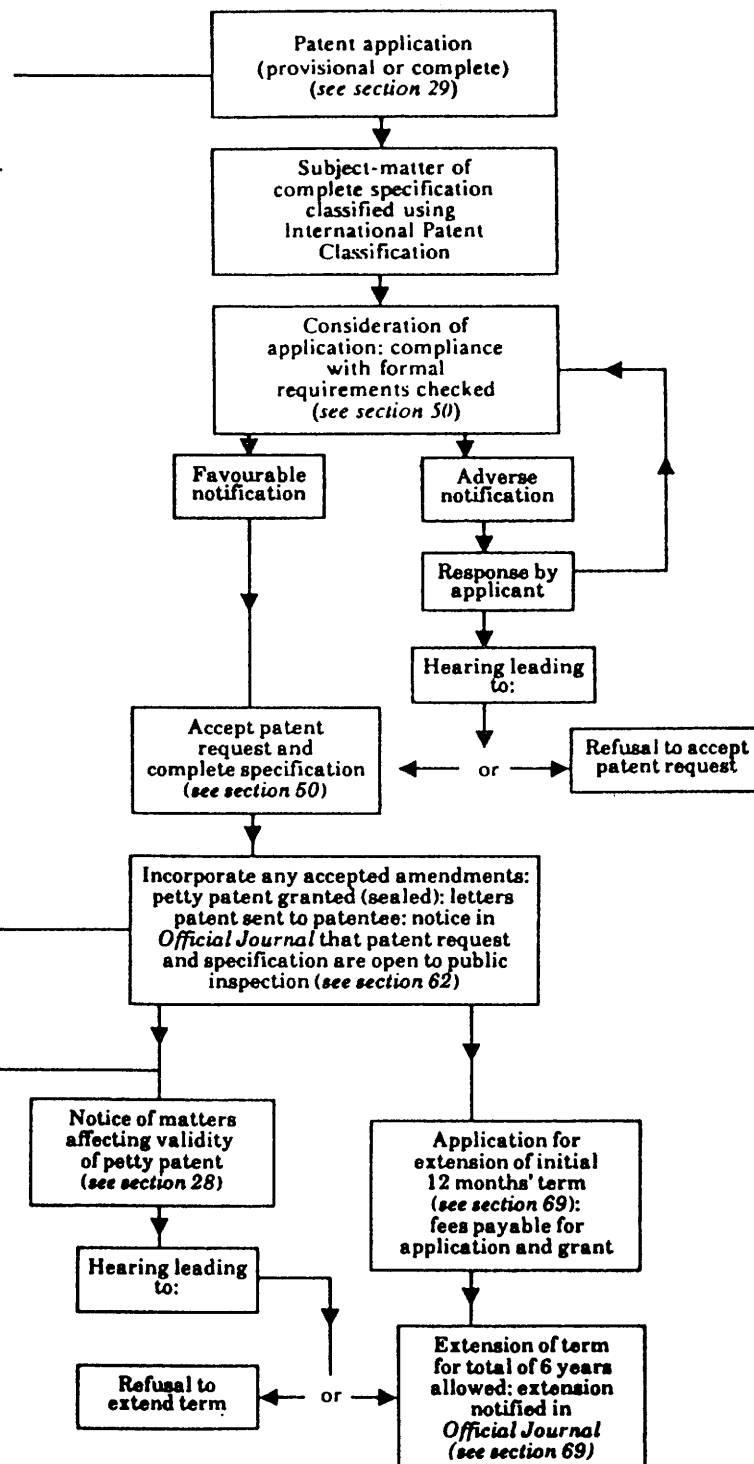 Patent application
(provisional or complete)
(see section 29)
Subject-matter of
complete specification
classified using
International Patent
Classification
Consideration of
application: compliance
with formal
requirements checked
(see section 50)
Favourable
notification
Adverse
notification
Response by
applicant
Hearing leading
to:
Accept patent
request and
complete specification
(see section 50)
or
Refusal to accept
patent request
Incorporate any accepted amendments:
petty patent granted (sealed): letters
patent sent to patentee: notice in
Official Journal that patent request
and specification are open to public
inspection (see section 62)
Notice of matters
affecting validity
of petty patent
(see section 28)
Application for
extension of initial
12 months' term
(see section 69):
fees payable for
application and grant
Hearing leading
to:
Refusal to
extend term
or
Extension of term
for total of 6 years
allowed: extension
notified in
Official Journal
(see section 69)